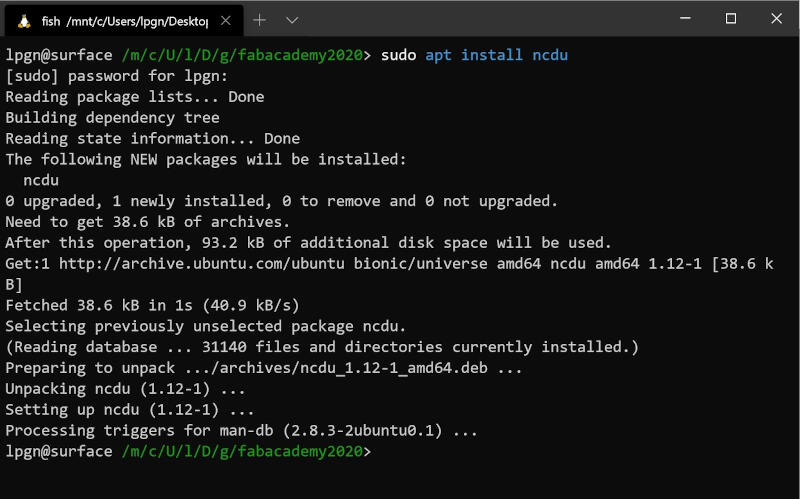 fish /mnt/c/Users/lpgn/Desktop
lpgn@surface /m/c/U/l/D/g/fabacademy2020> sudo apt install ncdu
[sudo] password for lpgn:
Reading package lists... Done
Building dependency tree
Reading state information... Done
The following NEW packages will be installed:
  ncdu
0 upgraded, 1 newly installed, 0 to remove and 0 not upgraded.
Need to get 38.6 kB of archives.
After this operation, 93.2 kB of additional disk space will be used.
Get:1 http://archive.ubuntu.com/ubuntu bionic/universe amd64 ncdu amd64 1.12-1 [38.6 k
B]
Fetched 38.6 kB in 1s (40.9 kB/s)
Selecting previously unselected package ncdu.
(Reading database ... 31140 files and directories currently installed.)
Preparing to unpack .../archives/ncdu_1.12-1_amd64.deb ...
Unpacking ncdu (1.12-1) ...
Setting up ncdu (1.12-1) ...
Processing triggers for man-db (2.8.3-2ubuntu0.1) ...
lpgn@surface /m/c/U/l/D/g/fabacademy2020>